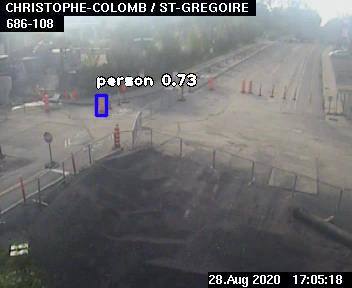 CHRISTOPHE-COLOMB / ST-GREGOIRE
686-108
person 0.73
28.Aug 2020 17:05:18